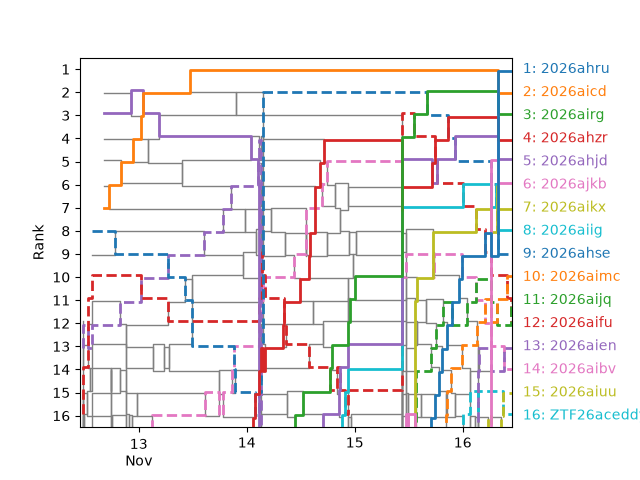 1
2
3
4
5
6
7
8
9
10
11
12
13
14
15
16
Rank
13
14
15
16
Nov
1: 2026ahru
2: 2026aicd
3: 2026airg
4: 2026ahzr
5: 2026ahjd
6: 2026ajkb
7: 2026aikx
8: 2026aiig
9: 2026ahse
10: 2026aimc
11: 2026aijq
12: 2026aifu
13: 2026aien
14: 2026aibv
15: 2026aiuu
16: ZTF26acedd